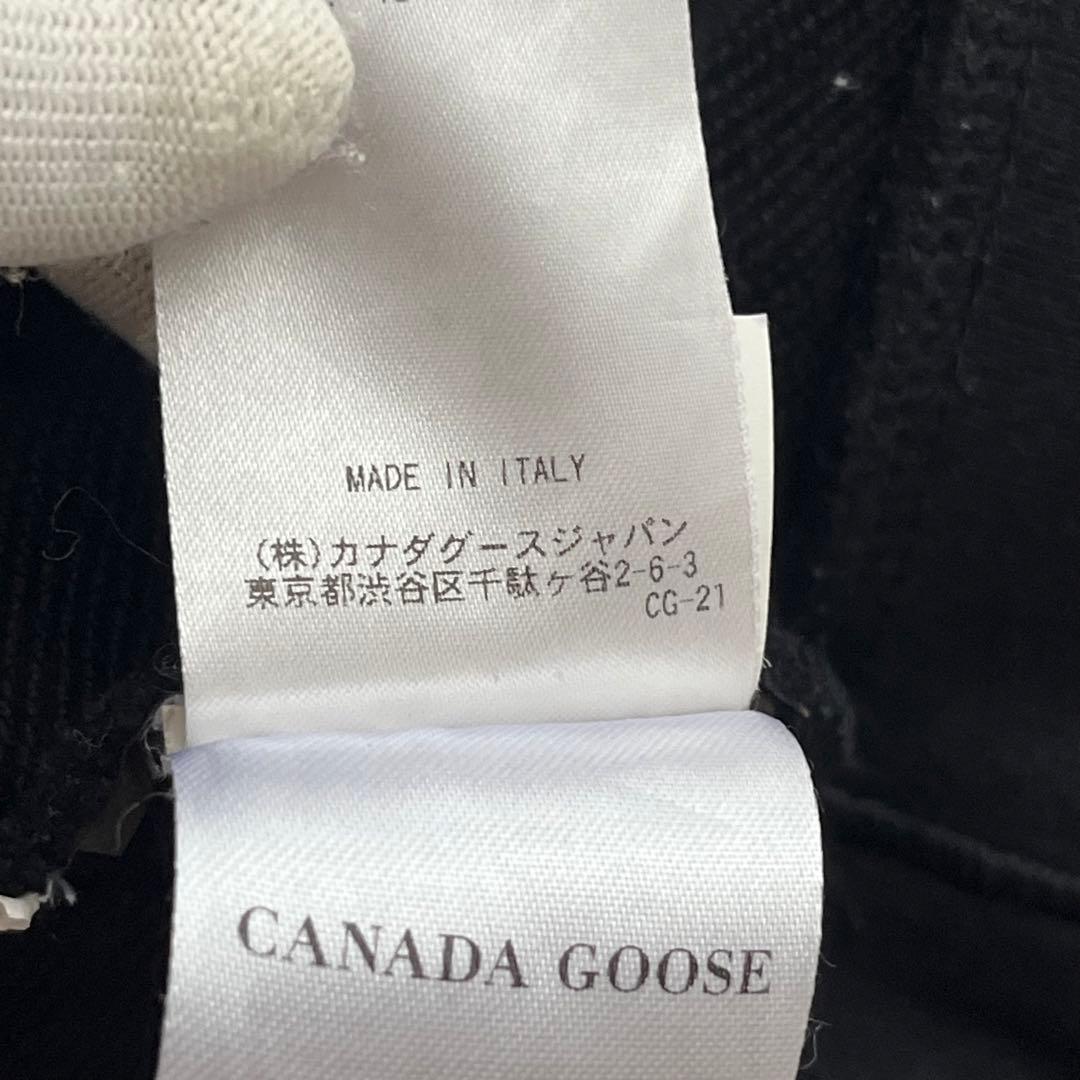 MADE IN ITALY
(株)カナダグースジャパン
東京都渋谷区千駄ヶ谷2-6-3
CG-21
CANADA GOOSE